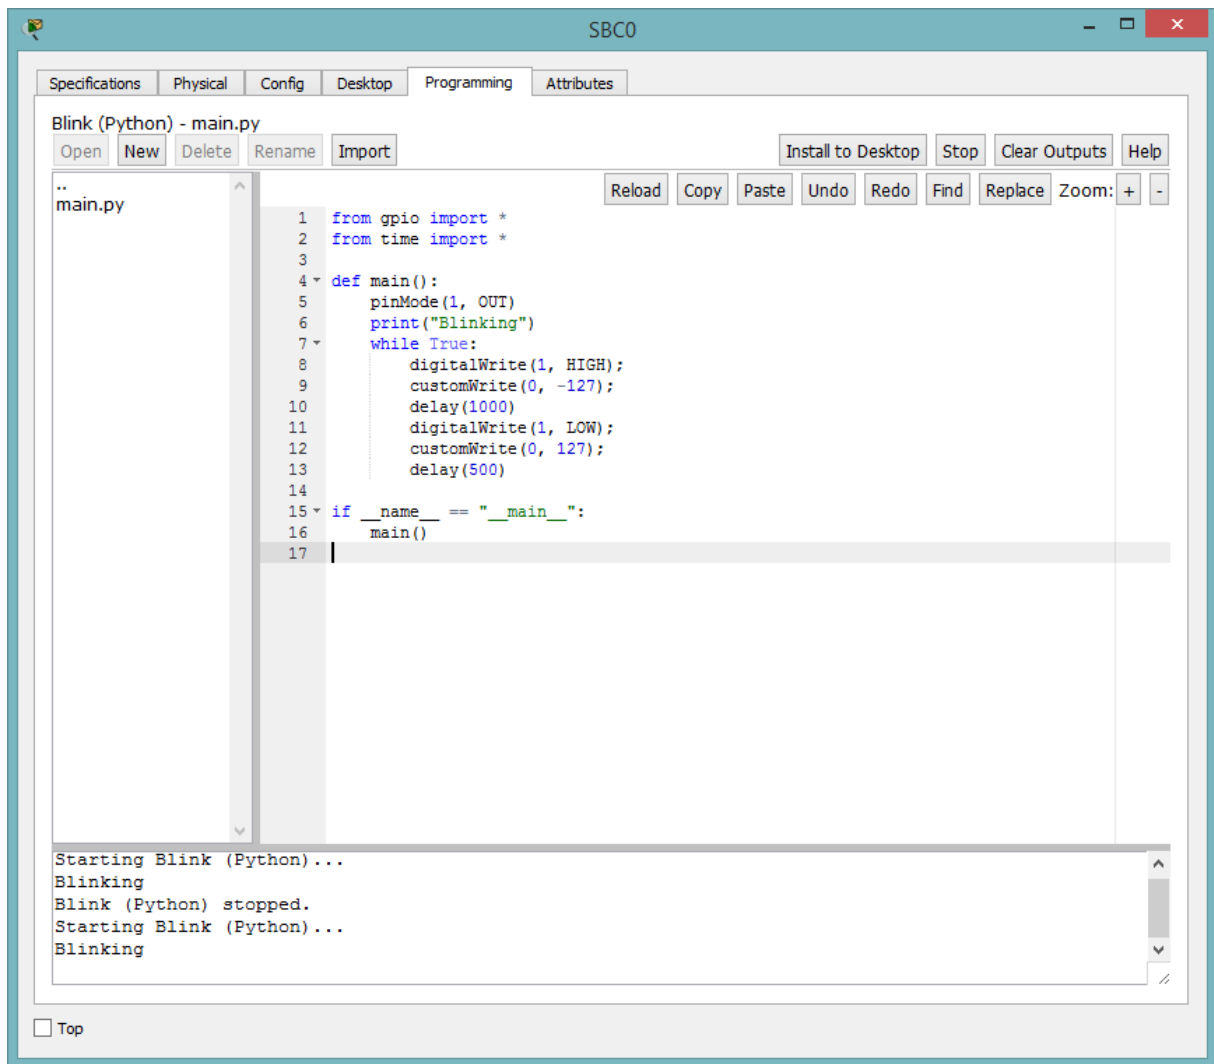 SBC0
Specifications Physical Config Desktop Programming Attributes
Blink (Python) - main.py
Open New Delete Rename Import Install to Desktop Stop Clear Outputs Help
..
main.py
Reload Copy Paste Undo Redo Find Replace Zoom: + -
1 from gpio import *
2 from time import *
3
4 def main():
5     pinMode(1, OUT)
6     print("Blinking")
7     while True:
8         digitalWrite(1, HIGH);
9         customWrite(0, -127);
10         delay(1000)
11         digitalWrite(1, LOW);
12         customWrite(0, 127);
13         delay(500)
14
15 if __name__ == "__main__":
16     main()
17
Starting Blink (Python)...
Blinking
Blink (Python) stopped.
Starting Blink (Python)...
Blinking
Top